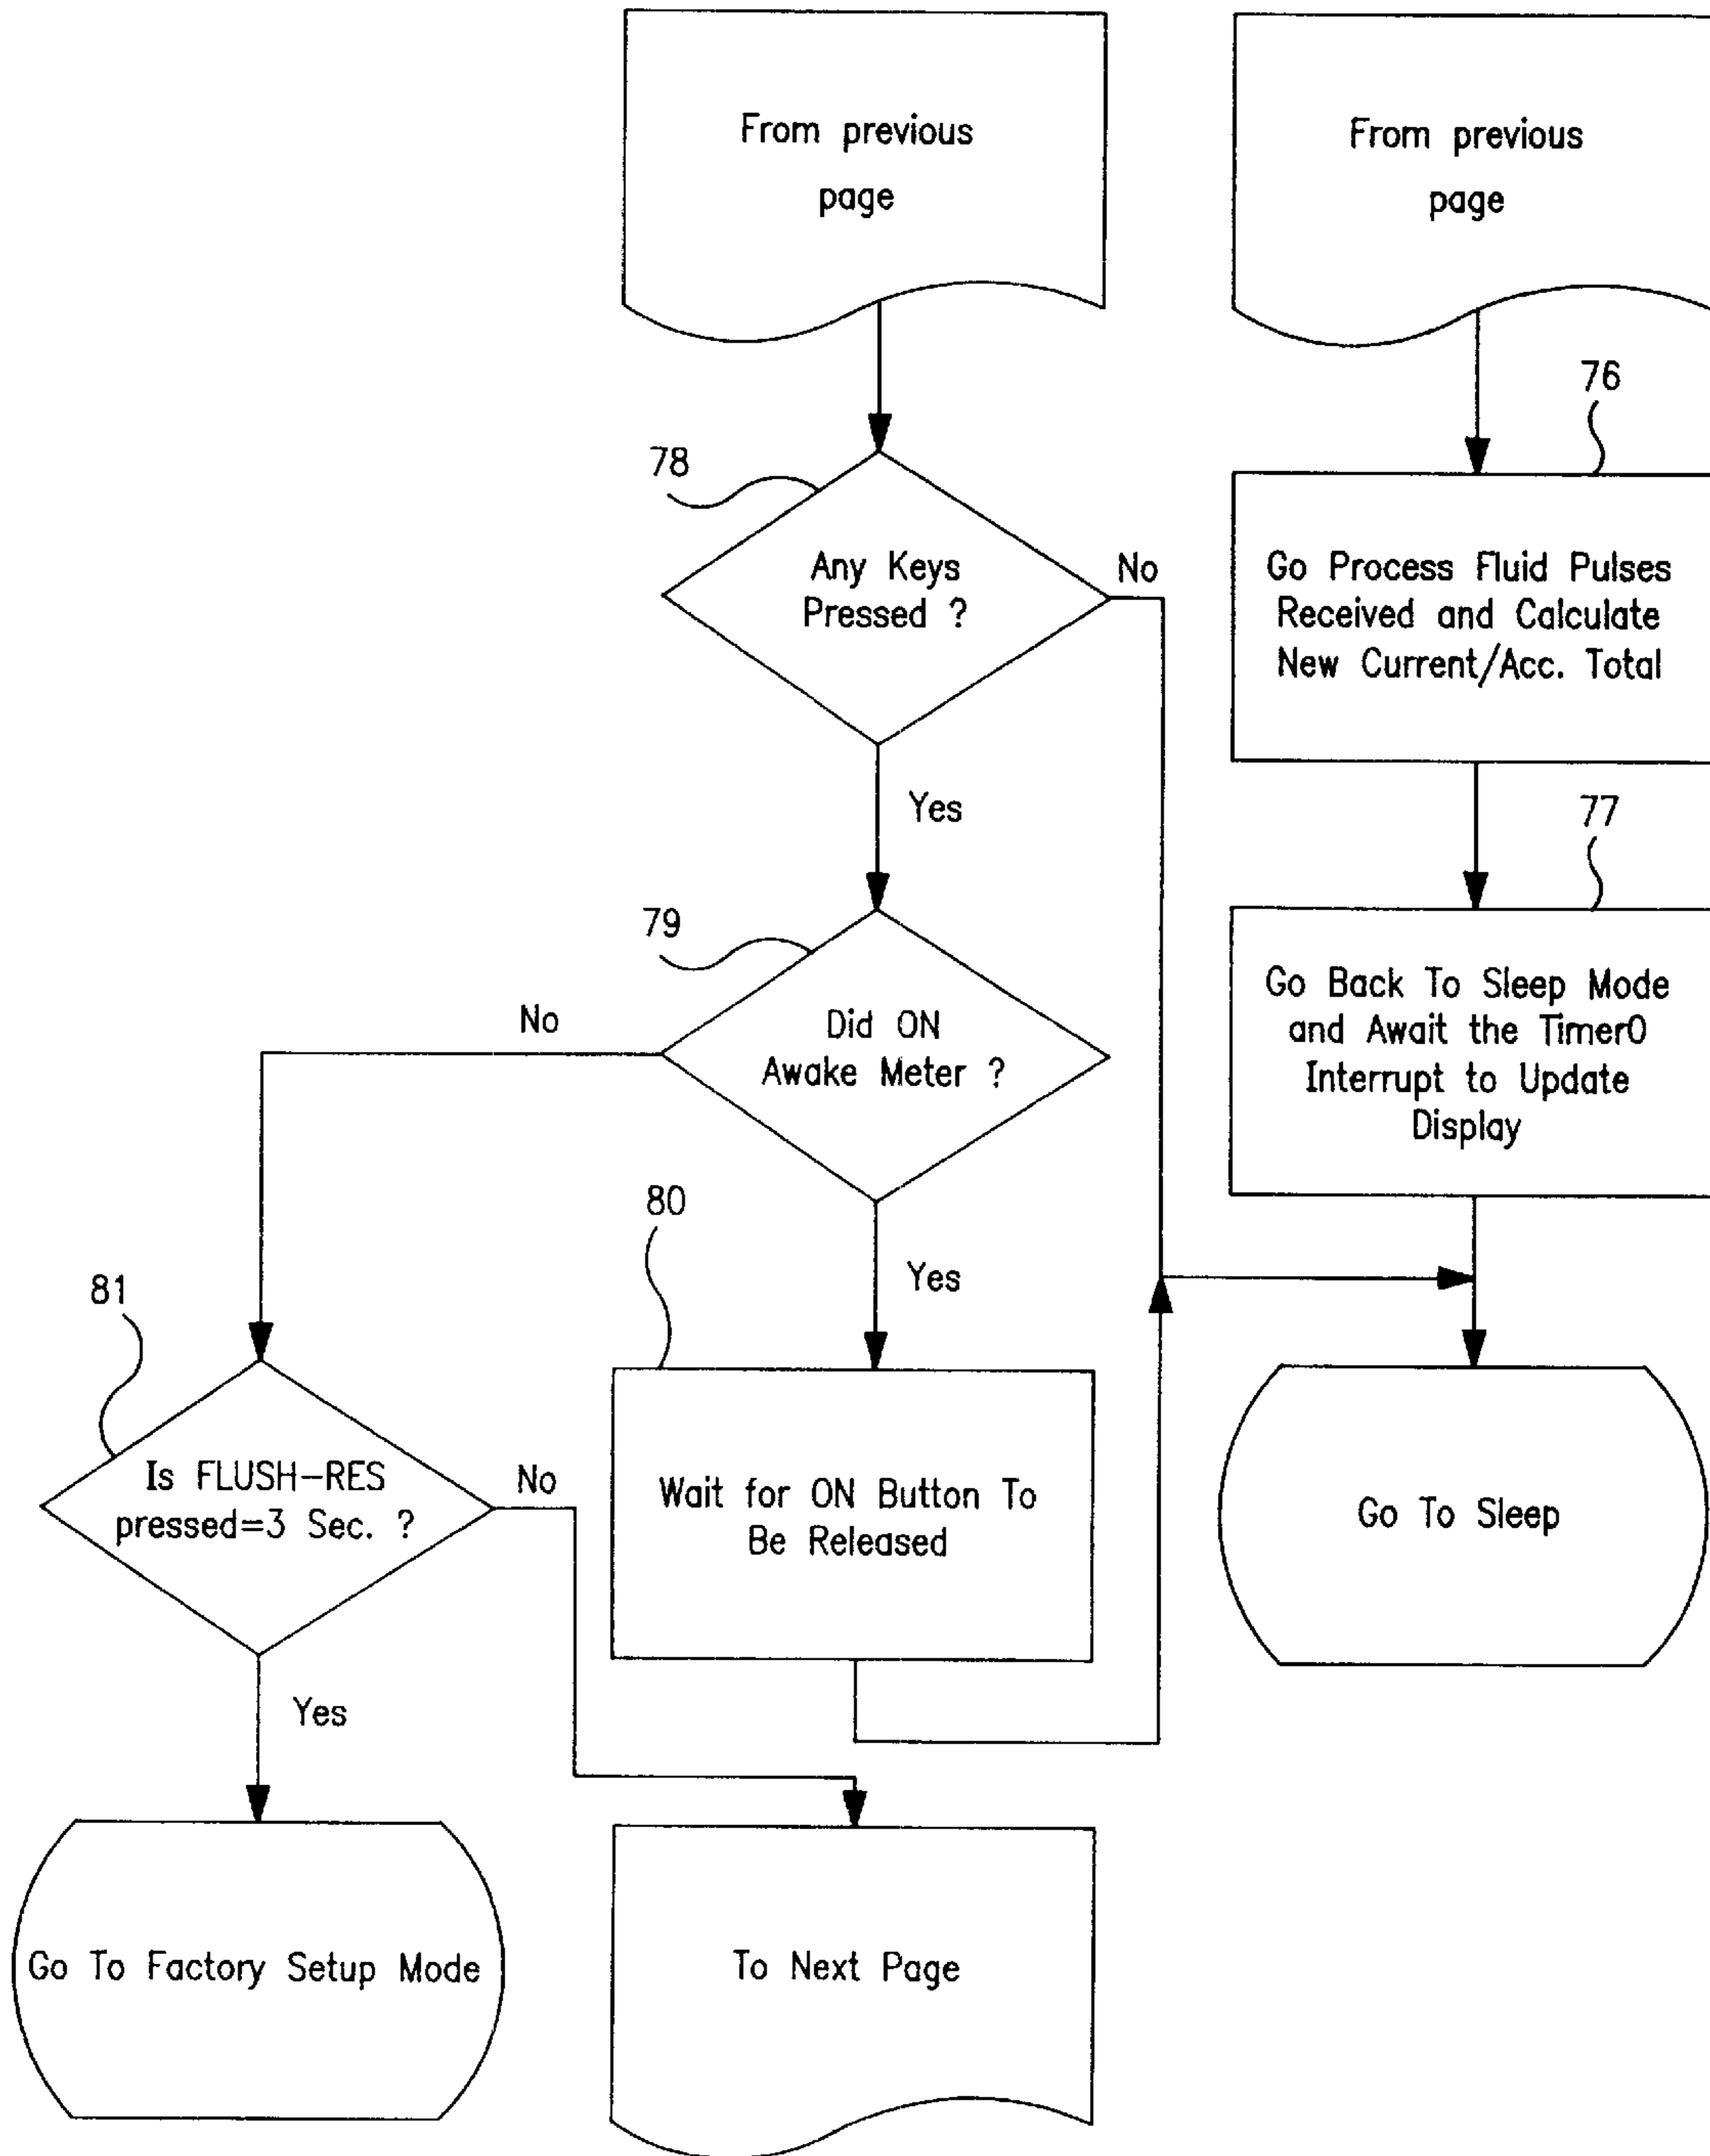 From previous
page
From previous
page
76
78
Any Keys
Pressed ?
No
Go Process Fluid Pulses
Received and Calculate
New Current/Acc. Total
Yes
77
79
No
Did ON
Awake Meter ?
Go Back To Sleep Mode
and Await the Timer0
Interrupt to Update
Display
80
Yes
81
Is FLUSH-RES
pressed=3 Sec. ?
No
Wait for ON Button To
Be Released
Go To Sleep
Yes
Go To Factory Setup Mode
To Next Page